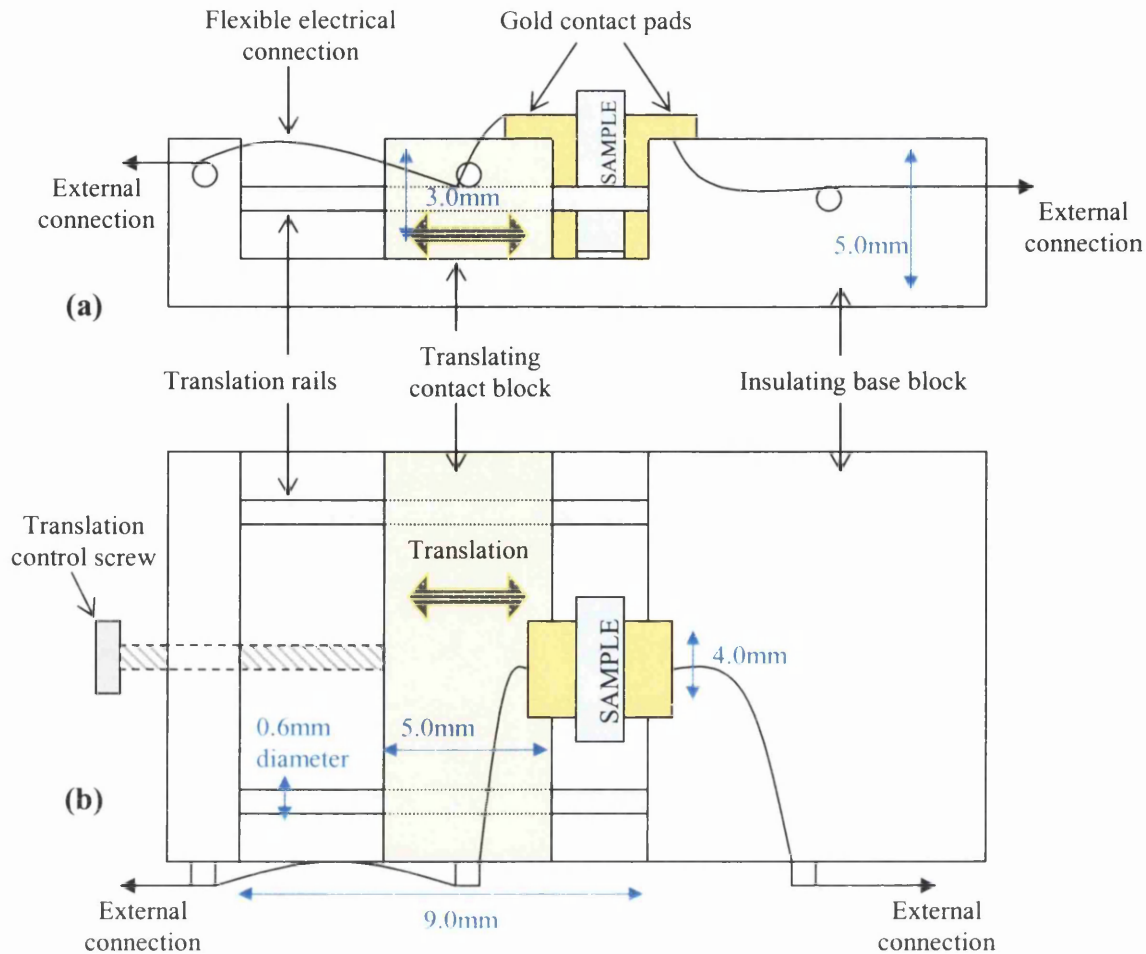 Flexible electrical
connection
Gold contact pads
SAMPLE
External
connection
3.0mm
External
connection
5.0mm
(a)
Translation rails
Translating
contact block
Insulating base block
Translation
control screw
Translation
SAMPLE
4.0mm
0.6mm
diameter
5.0mm
(b)
External
connection
9.0mm
External
connection